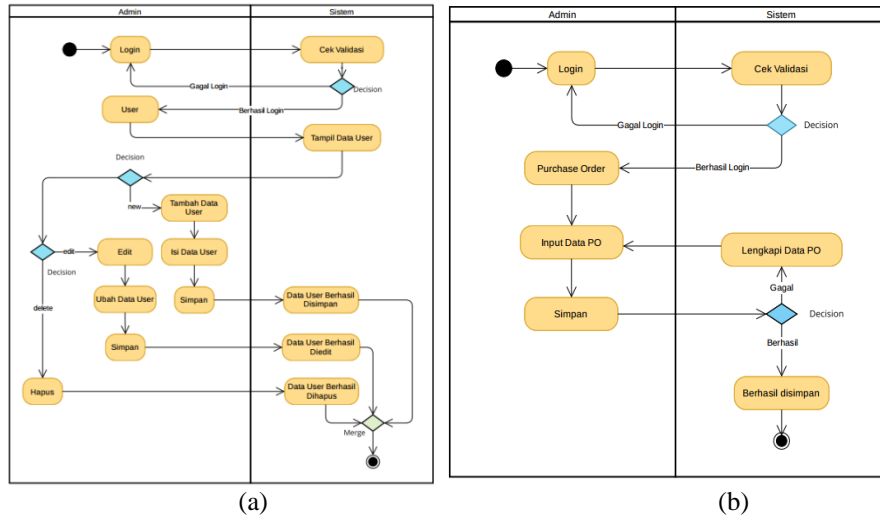 Admin
Sistem
Login
Cek Validasi
Gagal Login
Decision
Berhasil Login
User
Tampil Data User
Decision
new
Tambah Data
User
edit
Edit
Isi Data User
Decision
Ubah Data User
Simpan
Data User Berhasil
Disimpan
delete
Simpan
Data User Berhasil
Diedit
Hapus
Data User Berhasil
Dihapus
Merge
(a)
Admin
Sistem
Login
Cek Validasi
Gagal Login
Decision
Berhasil Login
Purchase Order
Input Data PO
Lengkapi Data PO
Gagal
Simpan
Decision
Berhasil
Berhasil disimpan
(b)